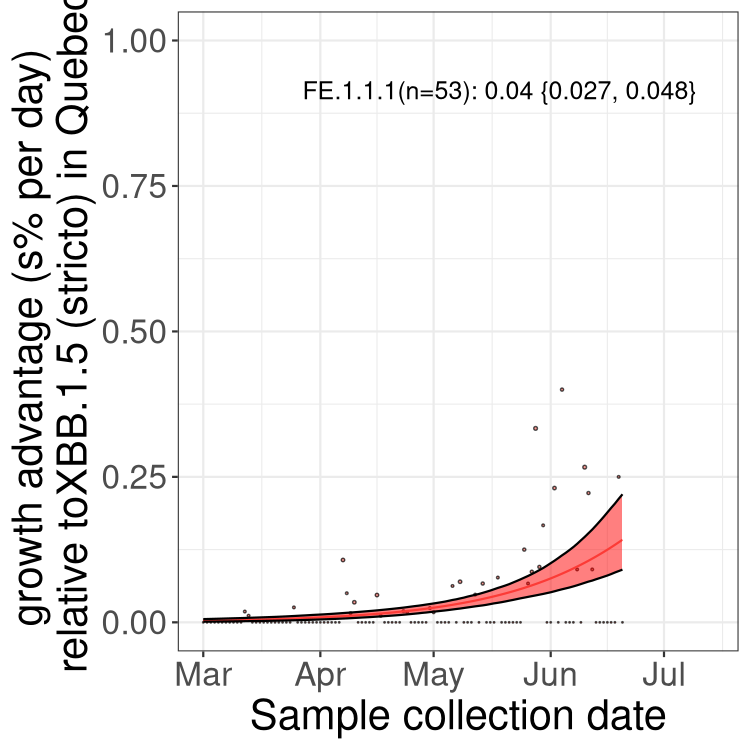 growth advantage (s% per day)
relative toXBB.1.5 (stricto) in Quebec
1.00
0.75
0.50
0.25
0.00
FE.1.1.1(n=53): 0.04 {0.027, 0.048}
Mar Apr May Jun Jul
Sample collection date